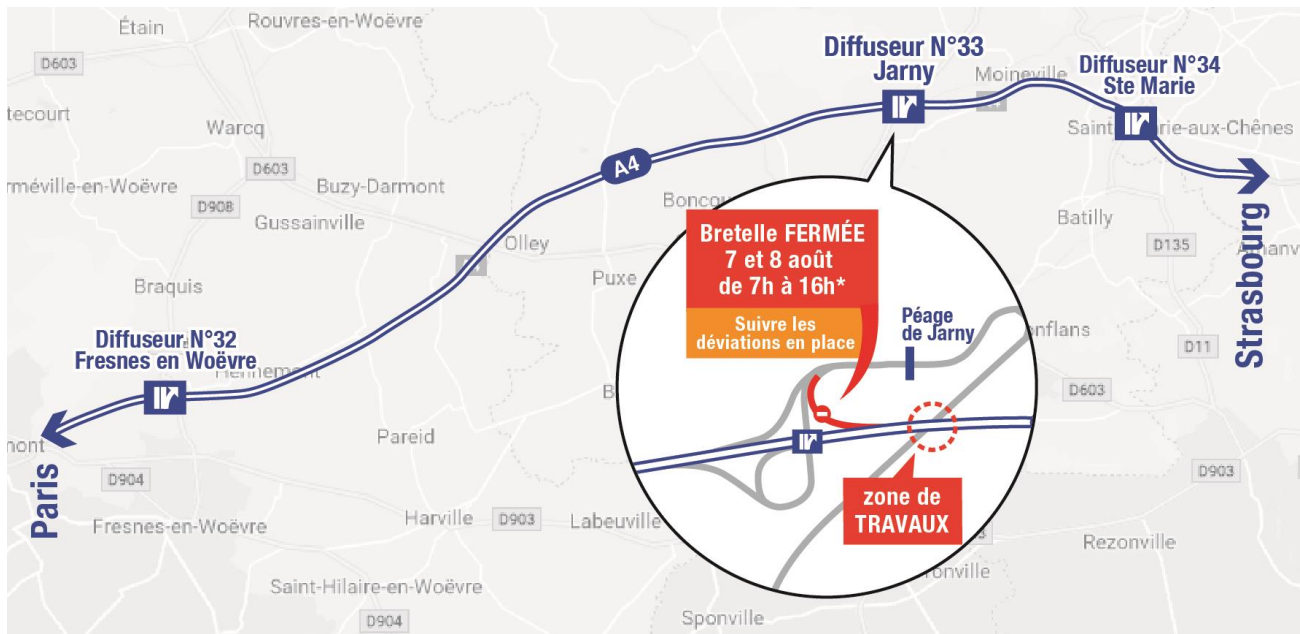 Étain
Rouvres-en-Woëvre
D603
Diffuseur N°33
Jarny
Moineville
Diffuseur N°34
Ste Marie
tecourt
Warcq
Saint
rie-aux-Chênes
A4
D603
rméville-en-Woëvre
Buzy-Darmont
D908
Gussainville
Boncou
Batilly
Olley
D135
Bretelle FERMÉE
7 et 8 août
de 7h à 16h*
Puxe
Braquis
Strasbourg
Suivre les
déviations en place
Péage
de Jarny
onflans
Diffuseur N°32
Fresnes en Woëvre
D11
Hennemont
B
D603
Pareid
mont
Paris
D904
zone de
TRAVAUX
D903
Fresnes-en-Woëvre
Harville
D903
Labeuville
Rezonville
ronville
Saint-Hilaire-en-Woëvre
D904
Sponville